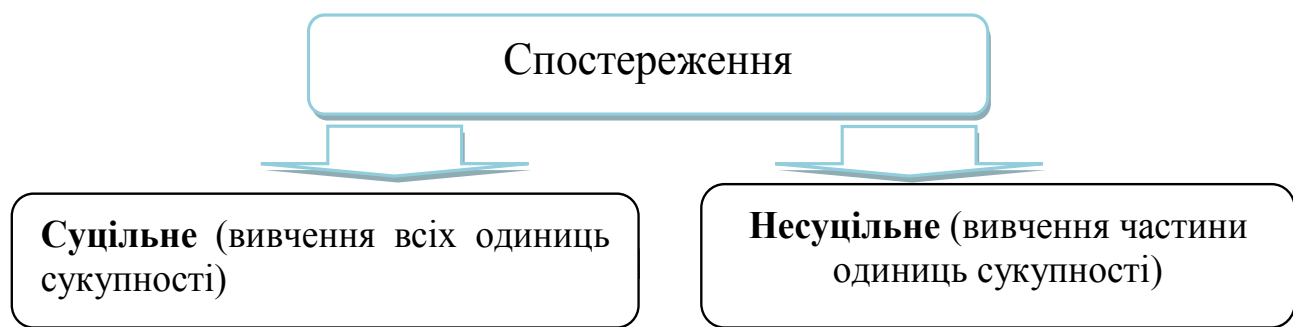 Спостереження
Суцільне (вивчення всіх одиниць
сукупності)
Несуцільне (вивчення частини
одиниць сукупності)